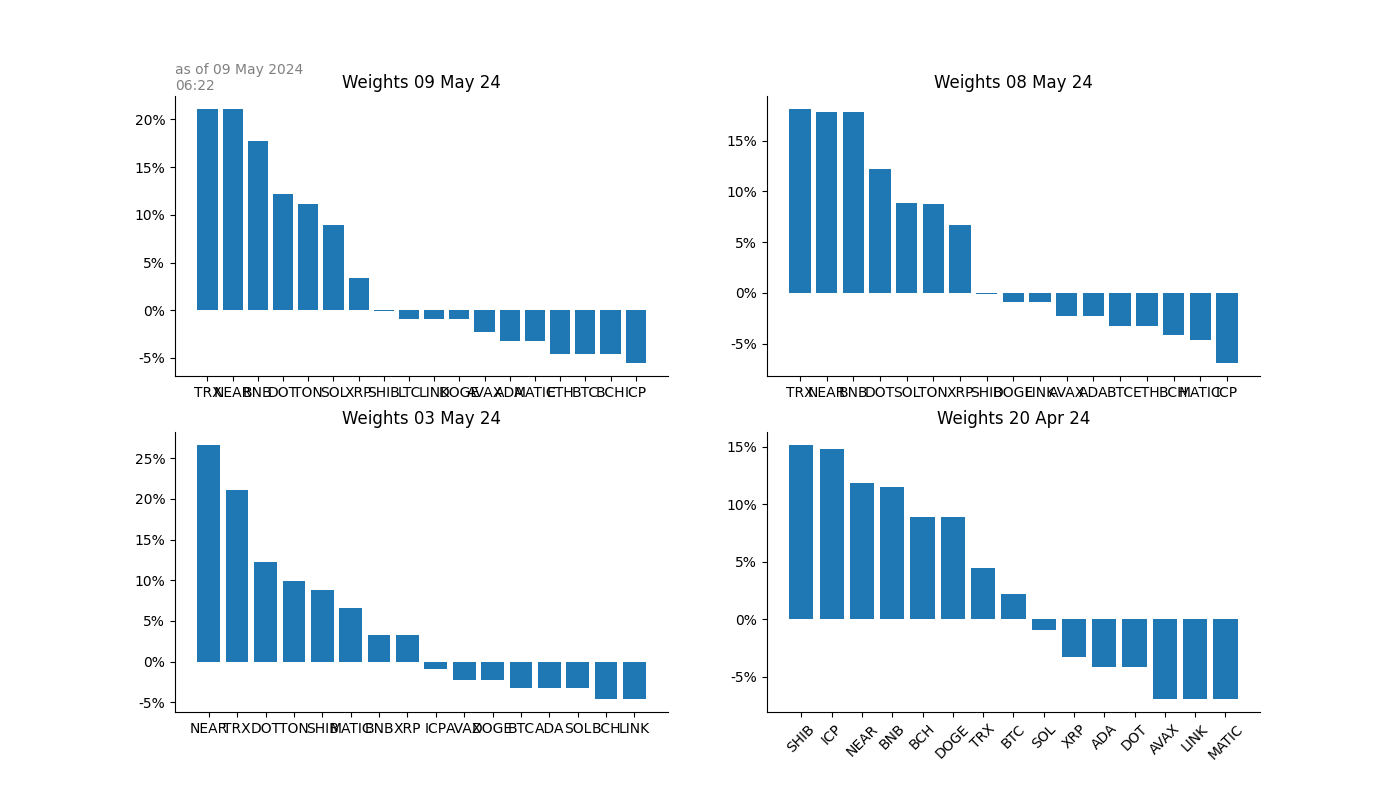 as of 09 May 2024
06:22
Weights 09 May 24
20%
15%
10%
5%
0%
-5%
TRX NEAR BNB DOT TON SOL XRP SHIB LTC LINK DOGE AVAX ADA MATIC ETH BTC BCH ICP
Weights 08 May 24
15%
10%
5%
0%
-5%
TRX NEAR BNB DOT SOL TON XRP SHIB DOGE LINK AVAX ADA BTC ETH BCH MATIC ICP
Weights 03 May 24
25%
20%
15%
10%
5%
0%
-5%
NEAR TRX DOT TON SHIB MATIC BNB XRP ICP AVAX DOGE BTC ADA SOL BCH LINK
Weights 20 Apr 24
15%
10%
5%
0%
-5%
SHIB ICP NEAR BNB BCH DOGE TRX BTC SOL XRP ADA DOT AVAX LINK MATIC